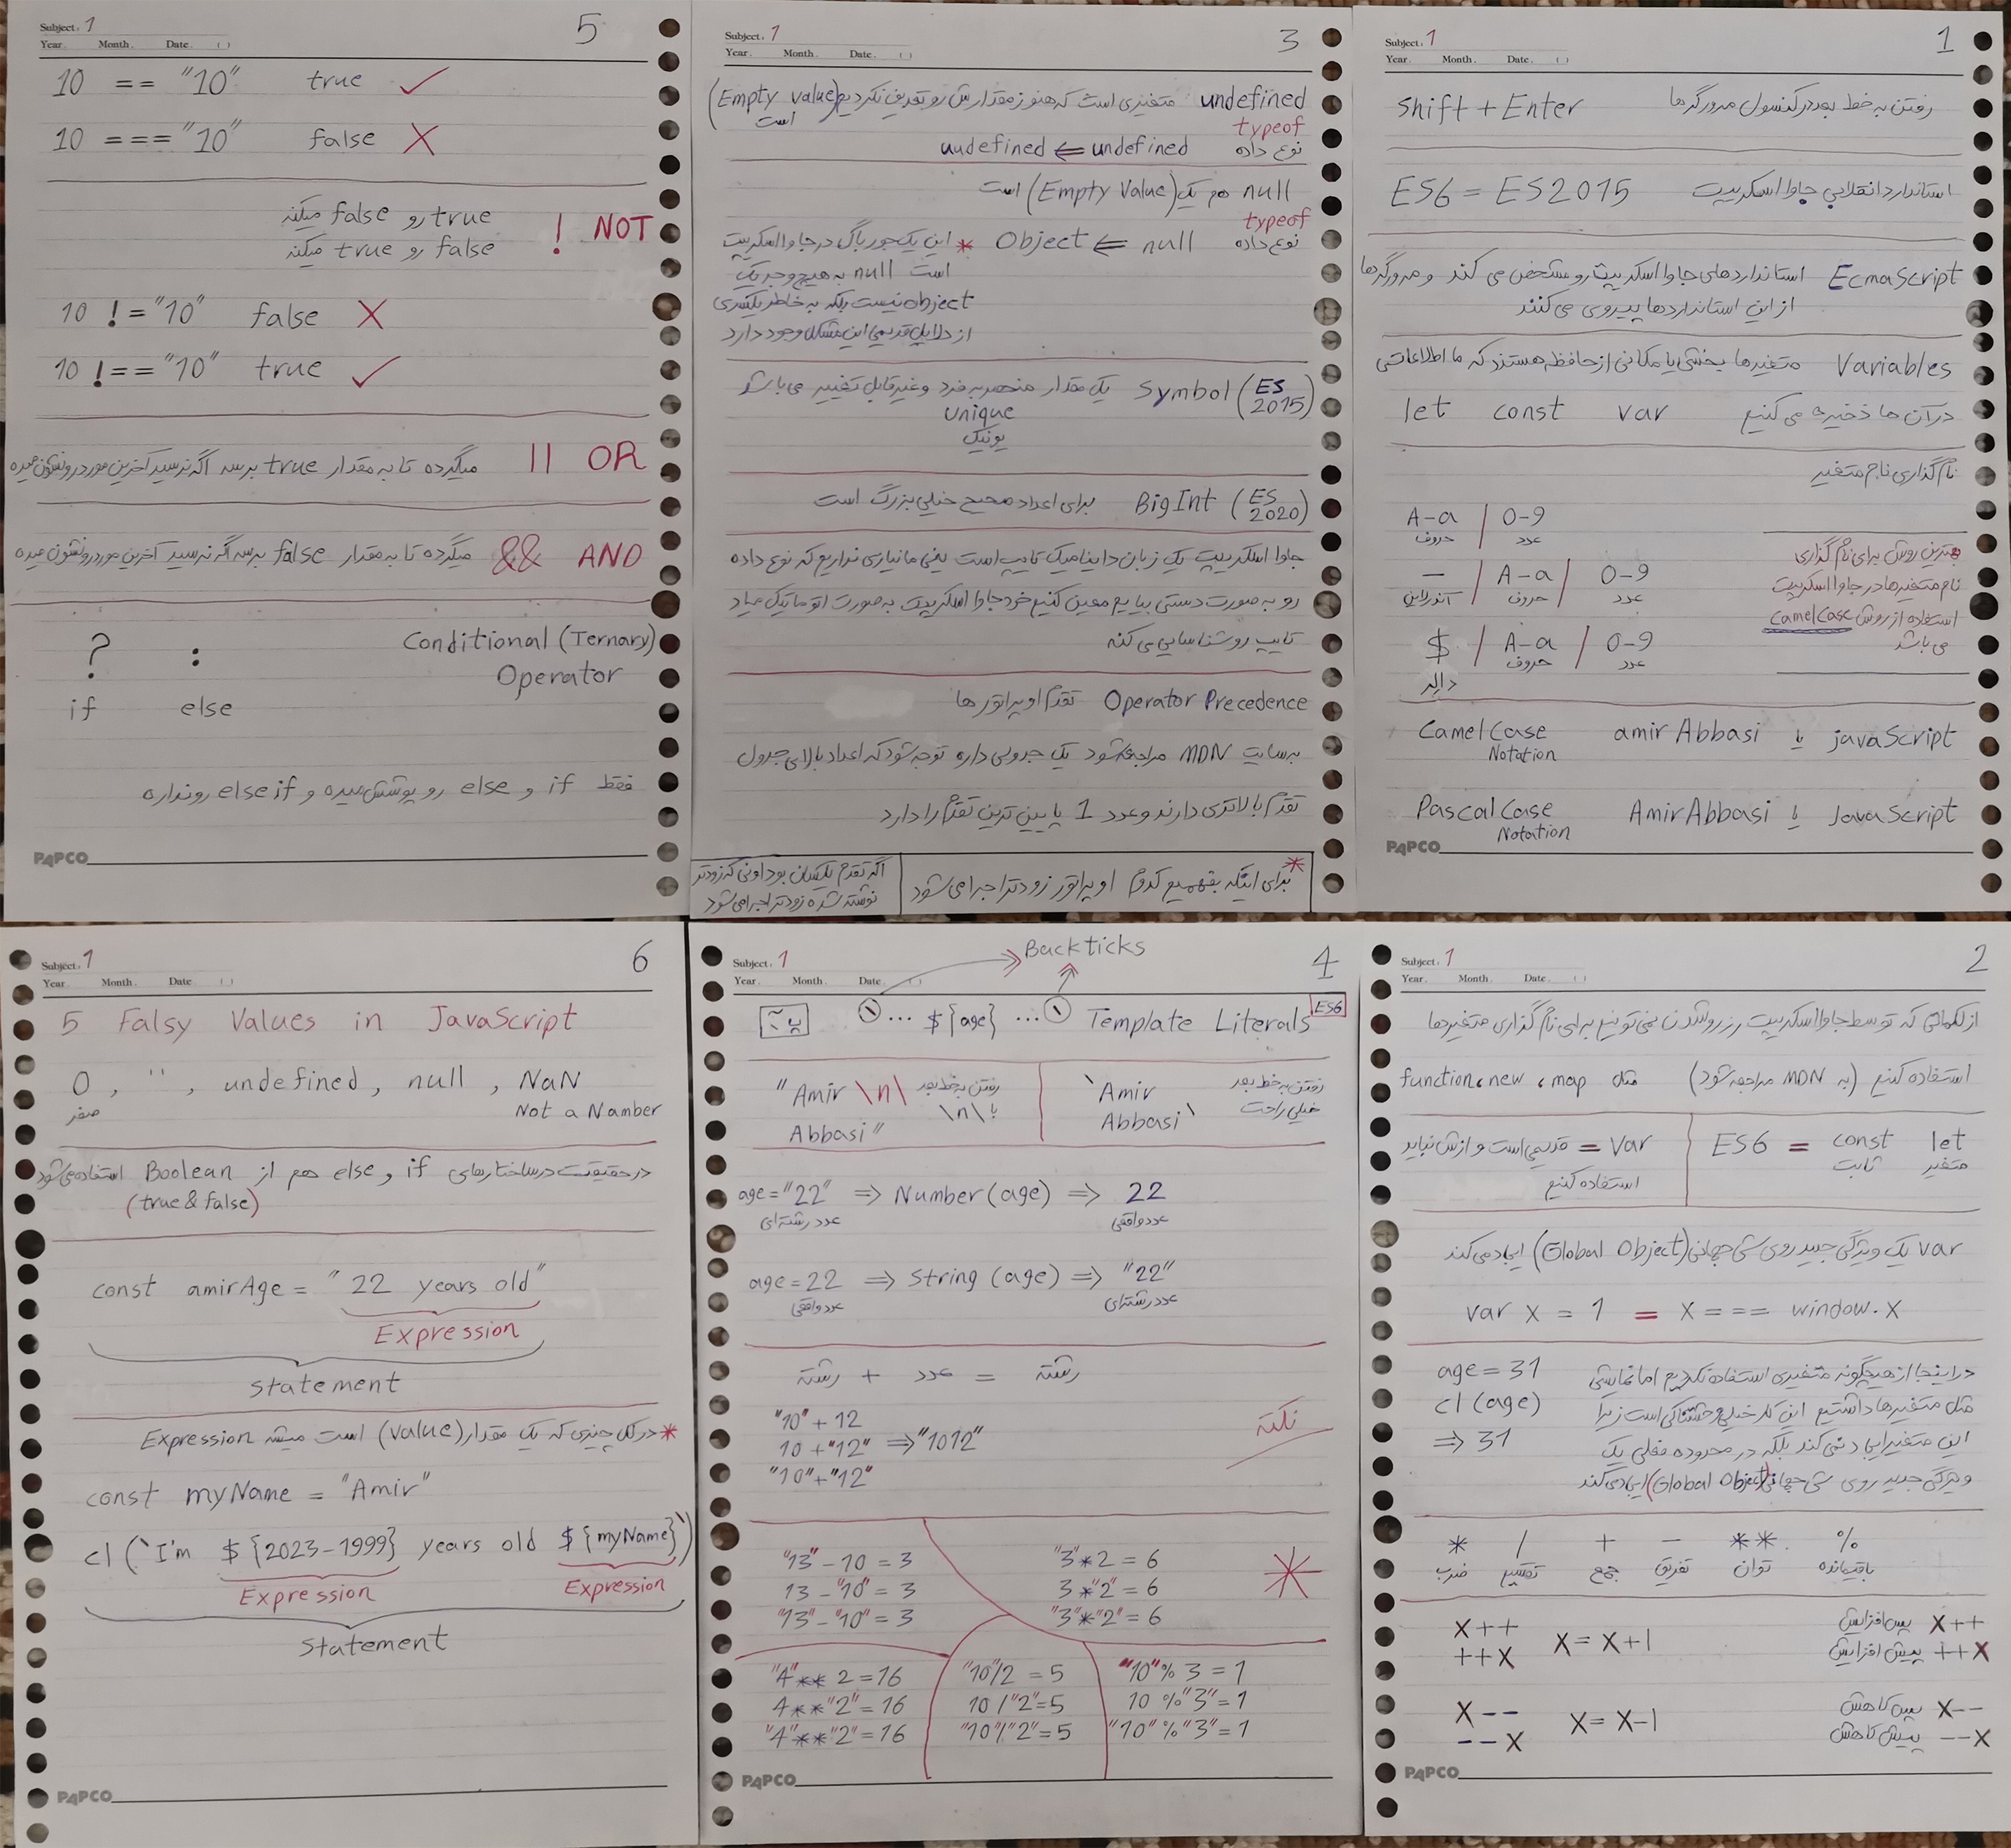 Subject: 1
1
Year. Month. Date. ( )
رفتن به خط بعد در کنسول مرورگرها Shift + Enter
استاندارد انقلابی جاوا اسکریپت ES6 = ES2015
EcmaScript استانداردهای جاوا اسکریپت رو مشخص می کند و مرورگرها
از این استانداردها پیروی می کنند
Variables متغیرها بخشی یا مکانی از حافظه هستند که ما اطلاعاتی
در آن ها ذخیره می کنیم let const var
نام گذاری نام متغیر
A-a / 0-9
حروف عدد
_ / A-a / 0-9
آندرلاین حروف عدد
$ / A-a / 0-9
دالر حروف عدد
بهترین روش برای نام گذاری
نام متغیرها در جاوا اسکریپت
استفاده از روش camelCase
می باشد
CamelCase Notation amirAbbasi یا javaScript
PascalCase Notation AmirAbbasi یا JavaScript
PAPCO
Subject: 1
2
Year. Month. Date. ( )
از کلماتی که توسط جاوا اسکریپت رزرو شدن نمی تونیم برای نام گذاری متغیرها
استفاده کنیم (به MDN مراجعه شود) مثل function، new، map
let const = ES6
متغیر ثابت
var = قدیمی است و ازش نباید
استفاده کنیم
var یک ویژگی جدید روی شی جهانی (Global Object) ایجاد می کند
var x = 1 = x === window.x
age = 31
cl (age)
=> 31
در اینجا از هیچگونه متغیری استفاده نکردیم اما نمایشی
مثل متغیرها داشتیم این کار خیلی وحشتناکی است زیرا
این متغیر ایجاد نمی کند بلکه در محدوده فعلی یک
ویژگی جدید روی شی جهانی (Global Object) ایجاد می کند
* / + - ** %
ضرب تقسیم جمع تفریق توان باقیمانده
x++
++x x = x+1
پس افزایش x++
پیش افزایش ++x
x--
--x x = x-1
پس کاهش x--
پیش کاهش --x
PAPCO
Subject: 1
3
Year. Month. Date. ( )
undefined متغیری است که هنوز مقدارش رو تعریف نکردیم (Empty value)
است
typeof
نوع داده undefined <= undefined
null هم یک (Empty Value) است
typeof
نوع داده Object <= null
* این یک جور باگ در جاوا اسکریپت
است null به هیچ وجه یک
object نیست بلکه به خاطر یکسری
از دلایل قدیمی این مشکل وجود دارد
Symbol (ES 2015) یک مقدار منحصر به فرد و غیر قابل تغییر می باشد
Unique
یونیک
BigInt (ES 2020) برای اعداد صحیح خیلی بزرگ است
جاوا اسکریپت یک زبان داینامیک تایپ است یعنی ما نیازی نداریم که نوع داده
رو به صورت دستی بیایم معین کنیم خود جاوا اسکریپت به صورت اتوماتیک میاد
تایپ رو شناسایی می کنه
Operator Precedence تقدم اوپراتور ها
به سایت MDN مراجعه شود یک جدولی داره توجه شود که اعداد بالای جدول
تقدم بالاتری دارند و عدد 1 پایین ترین تقدم را دارد
* برای اینکه بفهمیم کدوم اوپراتور زودتر اجرا می شود
اگه تقدم یکسان بود اونی که زودتر
نوشته شده زودتر اجرا می شود
Subject: 1
4
Year. Month. Date. ( )
Backticks
` ... ${age} ... ` Template Literals ES6
"Amir \n\ رفتن به خط بعد
Abbasi" با \n\
`Amir رفتن به خط بعد
Abbasi` خیلی راحت
age="22" => Number(age) => 22
عدد رشته ای عدد واقعی
age=22 => String (age) => "22"
عدد واقعی عدد رشته ای
رشته + عدد = رشته
"10" + 12
10 + "12" => "1012"
"10" + "12"
نکته
"13" - 10 = 3
13 - "10" = 3
"13" - "10" = 3
"3"*2 = 6
3*"2" = 6
"3"*"2" = 6
*
"4"** 2 = 16
4**"2" = 16
"4"**"2" = 16
"10"/2 = 5
10/"2" = 5
"10"/"2" = 5
"10"% 3 = 1
10 %"3" = 1
"10" %"3" = 1
PAPCO
Subject: 1
5
Year. Month. Date. ( )
10 == "10" true ✓
10 === "10" false X
! NOT
true رو false میکنه
false رو true میکنه
10 != "10" false X
10 !== "10" true ✓
|| OR میگرده تا به مقدار true برسه اگه نرسید آخرین مورد رو نشون میده
&& AND میگرده تا به مقدار false برسه اگه نرسید آخرین مورد رو نشون میده
? : Conditional (Ternary)
Operator
if else
فقط if و else رو پوشش میده و else if رو نداره
PAPCO
Subject: 1
6
Year. Month. Date. ( )
5 Falsy Values in JavaScript
0 , '' , undefined , null , NaN
صفر Not a Namber
در حقیقت در ساختارهای if و else هم از Boolean استفاده می شود
(true & false)
const amirAge = "22 years old"
Expression
statement
* در کل چیزی که یک مقدار (value) است میشه Expression
const myName = "Amir"
cl (`I'm ${2023-1999} years old ${myName}`)
Expression Expression
statement
PAPCO